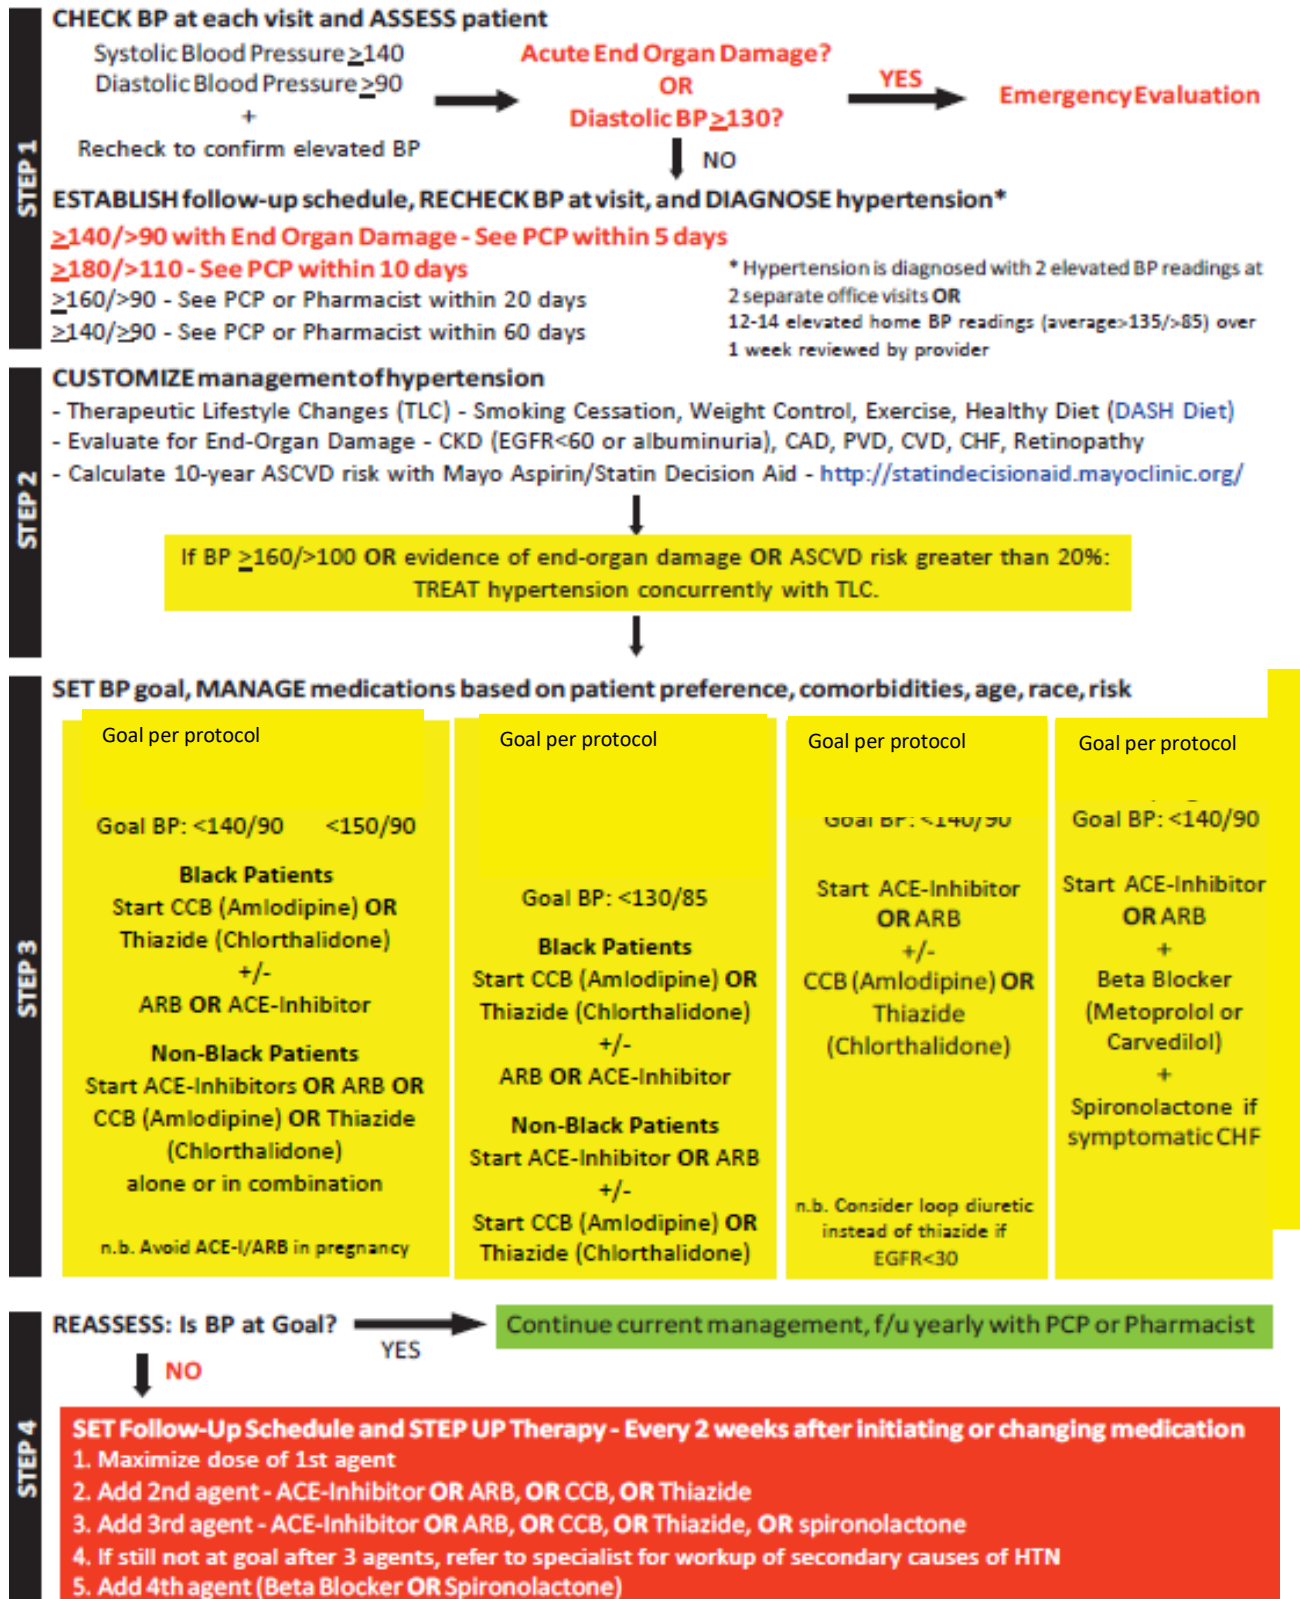 STEP 1
CHECK BP at each visit and ASSESS patient
Systolic Blood Pressure ≥140
Diastolic Blood Pressure ≥90
+
Recheck to confirm elevated BP
Acute End Organ Damage?
OR
Diastolic BP ≥130?
YES
Emergency Evaluation
NO
ESTABLISH follow-up schedule, RECHECK BP at visit, and DIAGNOSE hypertension*
≥140/>90 with End Organ Damage - See PCP within 5 days
≥180/>110 - See PCP within 10 days
≥160/>90 - See PCP or Pharmacist within 20 days
≥140/≥90 - See PCP or Pharmacist within 60 days
* Hypertension is diagnosed with 2 elevated BP readings at
2 separate office visits OR
12-14 elevated home BP readings (average>135/>85) over
1 week reviewed by provider
STEP 2
CUSTOMIZE management of hypertension
- Therapeutic Lifestyle Changes (TLC) - Smoking Cessation, Weight Control, Exercise, Healthy Diet (DASH Diet)
- Evaluate for End-Organ Damage - CKD (EGFR<60 or albuminuria), CAD, PVD, CVD, CHF, Retinopathy
- Calculate 10-year ASCVD risk with Mayo Aspirin/Statin Decision Aid - http://statindecisionaid.mayoclinic.org/
If BP ≥160/>100 OR evidence of end-organ damage OR ASCVD risk greater than 20%:
TREAT hypertension concurrently with TLC.
STEP 3
SET BP goal, MANAGE medications based on patient preference, comorbidities, age, race, risk
Goal per protocol
Goal BP: <140/90 <150/90
Black Patients
Start CCB (Amlodipine) OR
Thiazide (Chlorthalidone)
+/-
ARB OR ACE-Inhibitor
Non-Black Patients
Start ACE-Inhibitors OR ARB OR
CCB (Amlodipine) OR Thiazide
(Chlorthalidone)
alone or in combination
n.b. Avoid ACE-I/ARB in pregnancy
Goal per protocol
Goal BP: <130/85
Black Patients
Start CCB (Amlodipine) OR
Thiazide (Chlorthalidone)
+/-
ARB OR ACE-Inhibitor
Non-Black Patients
Start ACE-Inhibitor OR ARB
+/-
Start CCB (Amlodipine) OR
Thiazide (Chlorthalidone)
Goal per protocol
Goal BP: <140/90
Start ACE-Inhibitor
OR ARB
+/-
CCB (Amlodipine) OR
Thiazide
(Chlorthalidone)
n.b. Consider loop diuretic
instead of thiazide if
EGFR<30
Goal per protocol
Goal BP: <140/90
Start ACE-Inhibitor
OR ARB
+
Beta Blocker
(Metoprolol or
Carvedilol)
+
Spironolactone if
symptomatic CHF
STEP 4
REASSESS: Is BP at Goal?
YES
Continue current management, f/u yearly with PCP or Pharmacist
NO
SET Follow-Up Schedule and STEP UP Therapy - Every 2 weeks after initiating or changing medication
1. Maximize dose of 1st agent
2. Add 2nd agent - ACE-Inhibitor OR ARB, OR CCB, OR Thiazide
3. Add 3rd agent - ACE-Inhibitor OR ARB, OR CCB, OR Thiazide, OR spironolactone
4. If still not at goal after 3 agents, refer to specialist for workup of secondary causes of HTN
5. Add 4th agent (Beta Blocker OR Spironolactone)